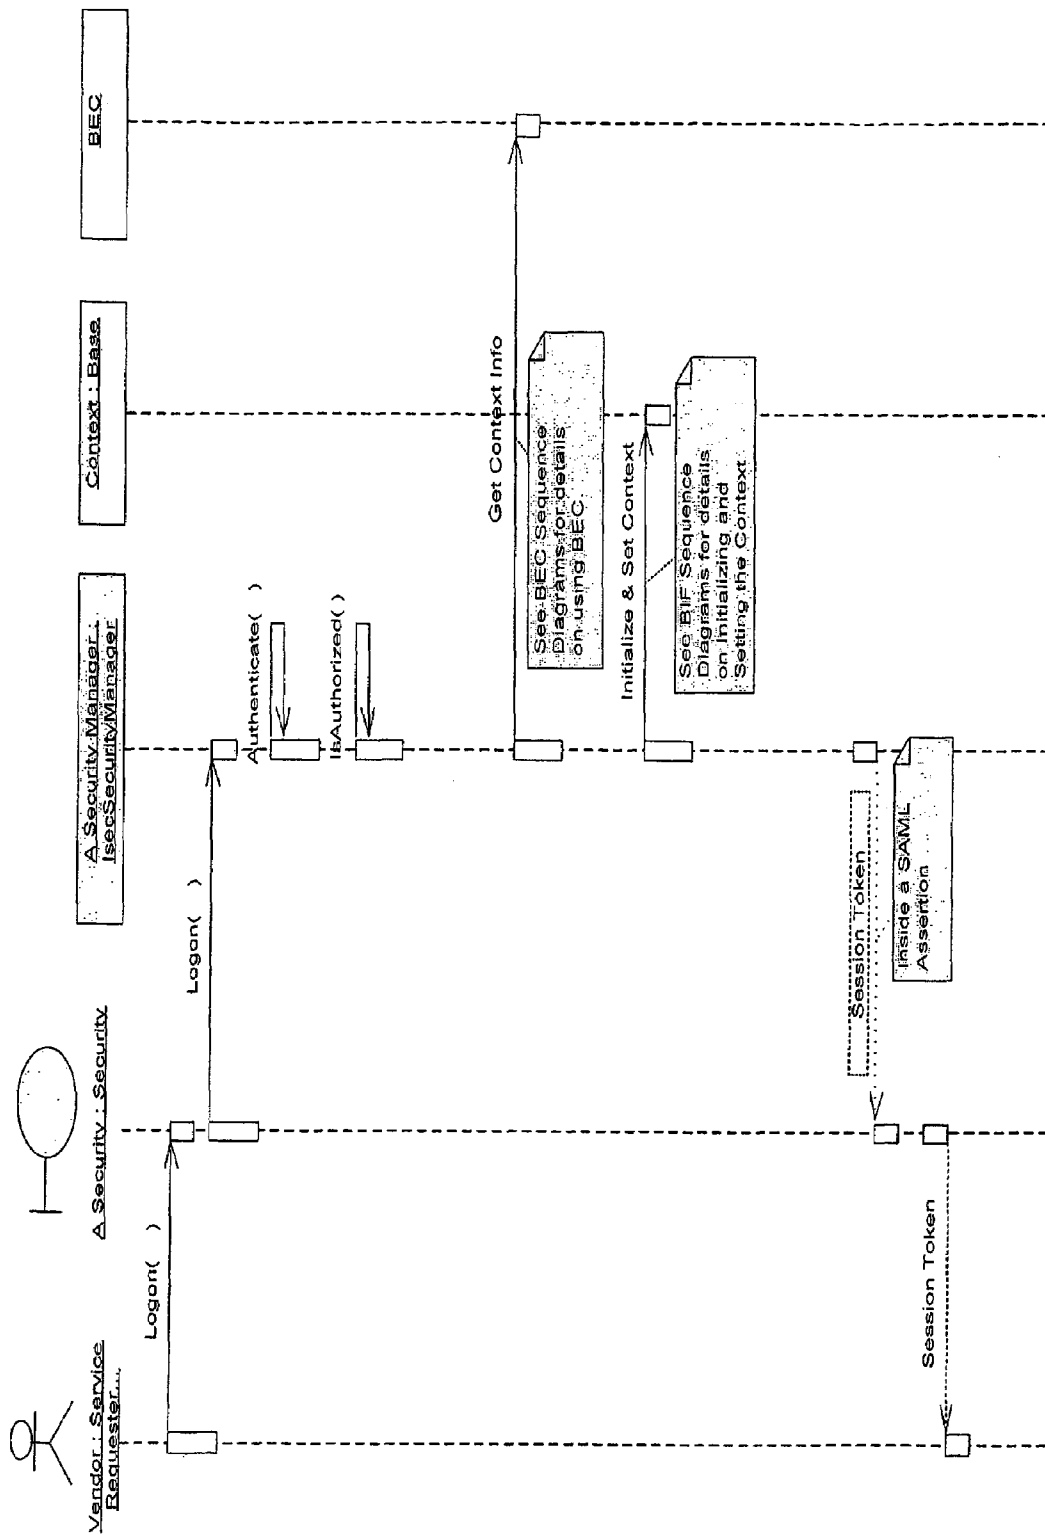 Vendor : Service
Requester...
A Security : Security
A Security Manager :
IsecSecurityManager
Context : Base
BEC
Logon( )
Logon( )
Authenticate( )
IsAuthorized( )
Get Context Info
See BEC Sequence
Diagrams for details
on using BEC
Initialize & Set Context
See BIF Sequence
Diagrams for details
on Initializing and
Setting the Context
Session Token
Inside a SAML
Assertion
Session Token